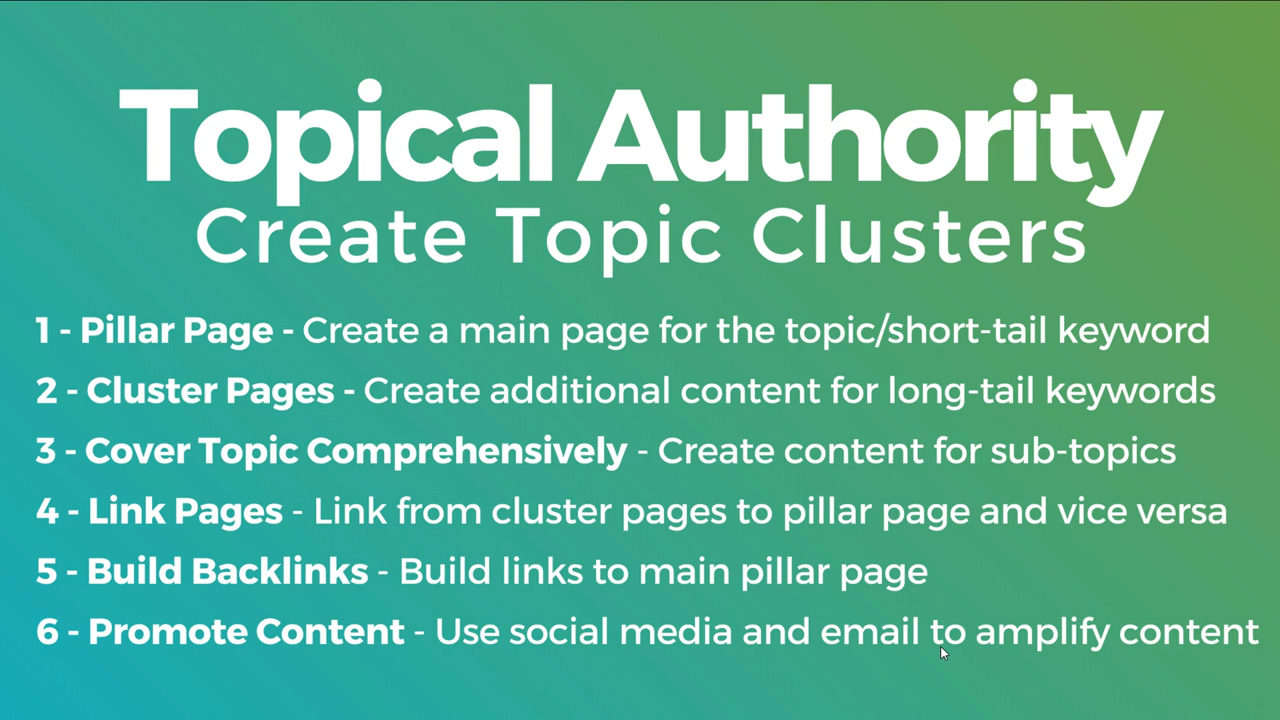 Topical Authority
Create Topic Clusters
1 - Pillar Page - Create a main page for the topic/short-tail keyword
2 - Cluster Pages - Create additional content for long-tail keywords
3 - Cover Topic Comprehensively - Create content for sub-topics
4 - Link Pages - Link from cluster pages to pillar page and vice versa
5 - Build Backlinks - Build links to main pillar page
6 - Promote Content - Use social media and email to amplify content